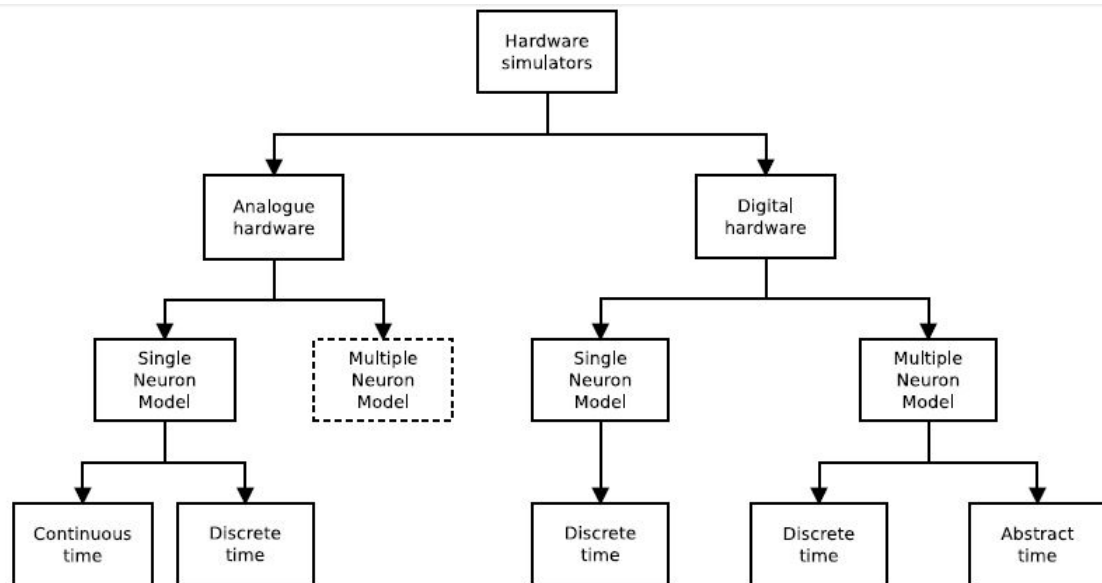 Hardware
simulators
Analogue
hardware
Digital
hardware
Single
Neuron
Model
Multiple
Neuron
Model
Single
Neuron
Model
Multiple
Neuron
Model
Continuous
time
Discrete
time
Discrete
time
Discrete
time
Abstract
time